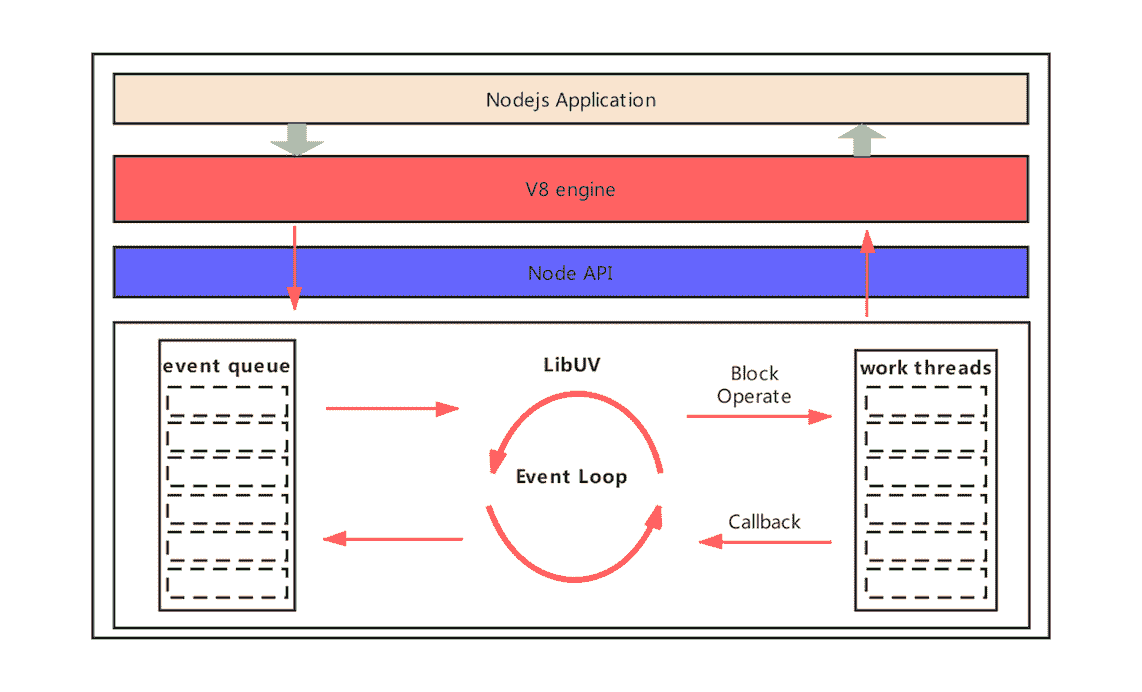 Nodejs Application
V8 engine
Node API
event queue
LibUV
Event Loop
Block
Operate
Callback
work threads